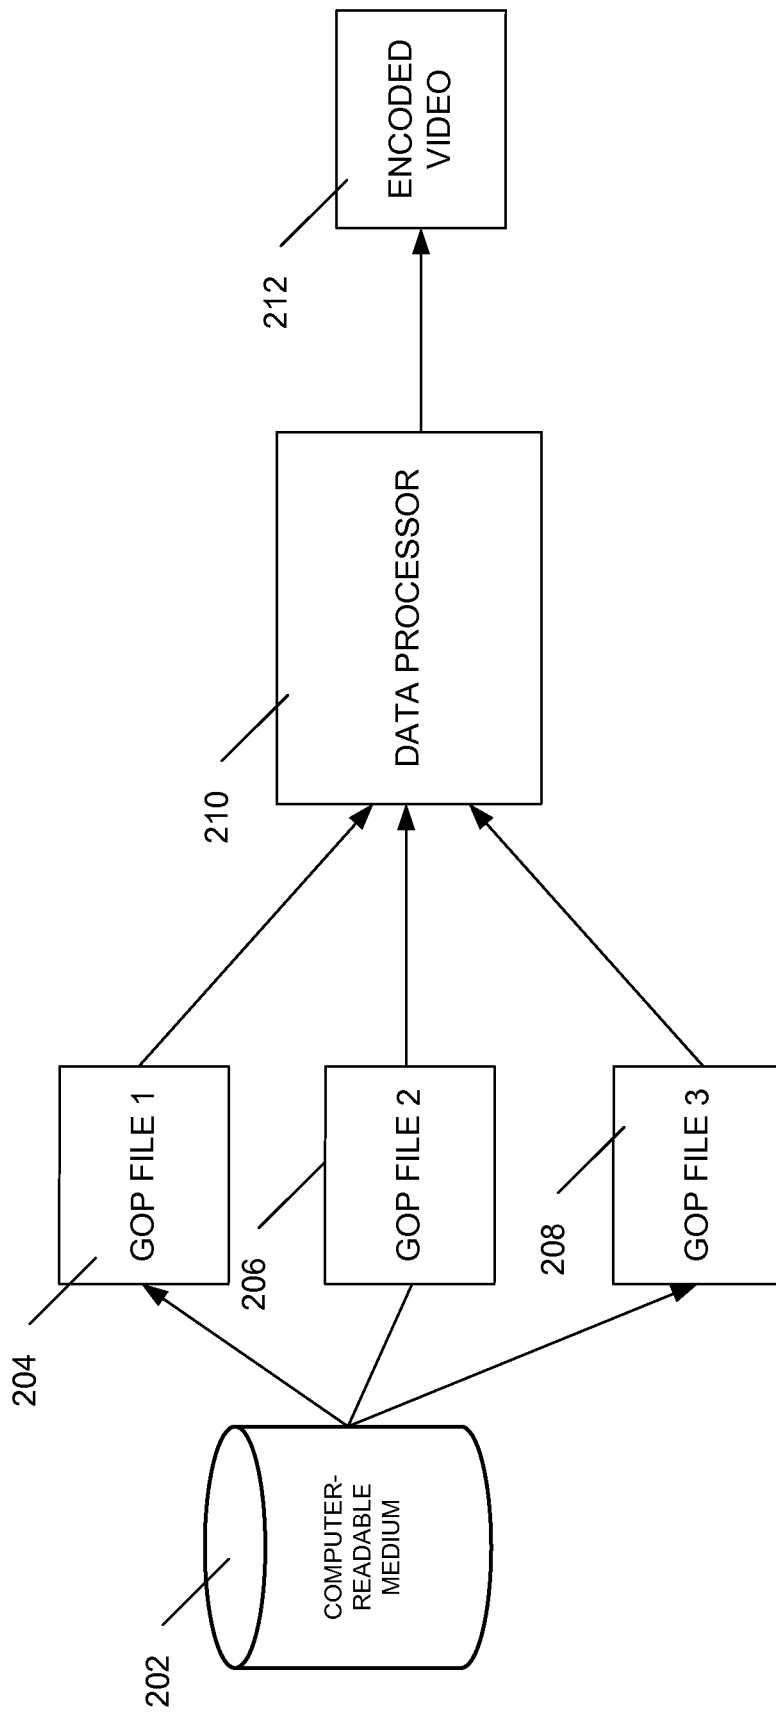 202
COMPUTER-
READABLE
MEDIUM
204
GOP FILE 1
206
GOP FILE 2
208
GOP FILE 3
210
DATA PROCESSOR
212
ENCODED
VIDEO